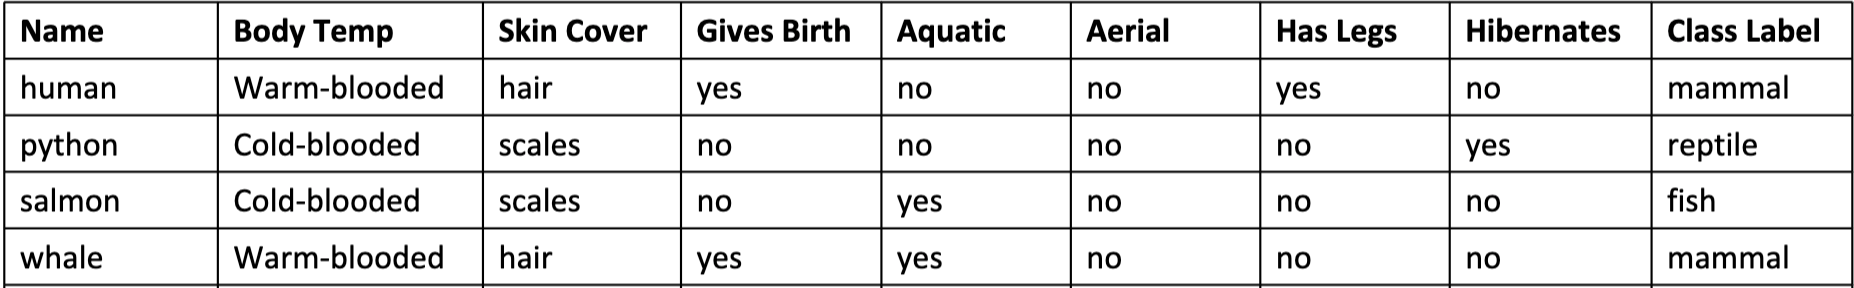 Name Body Temp Skin Cover Gives Birth Aquatic Aerial Has Legs Hibernates Class Label
human Warm-blooded hair yes no no yes no mammal
python Cold-blooded scales no no no no yes reptile
salmon Cold-blooded scales no yes no no no fish
whale Warm-blooded hair yes yes no no no mammal